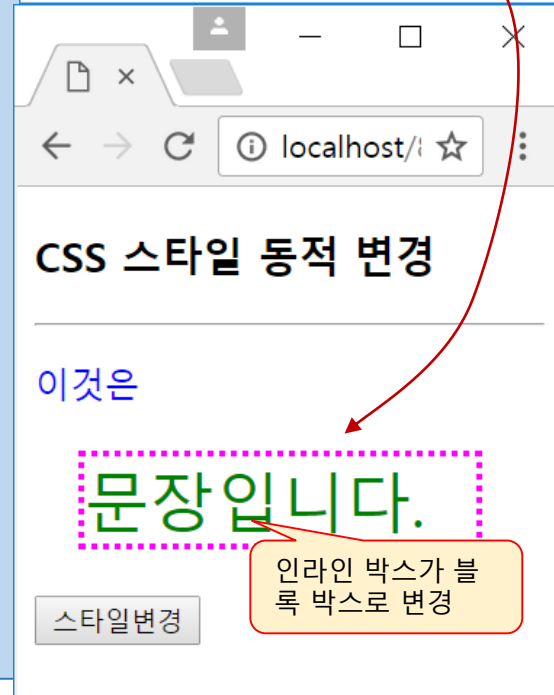 localhost/
CSS 스타일 동적 변경
이것은
문장입니다.
인라인 박스가 블
록 박스로 변경
스타일변경